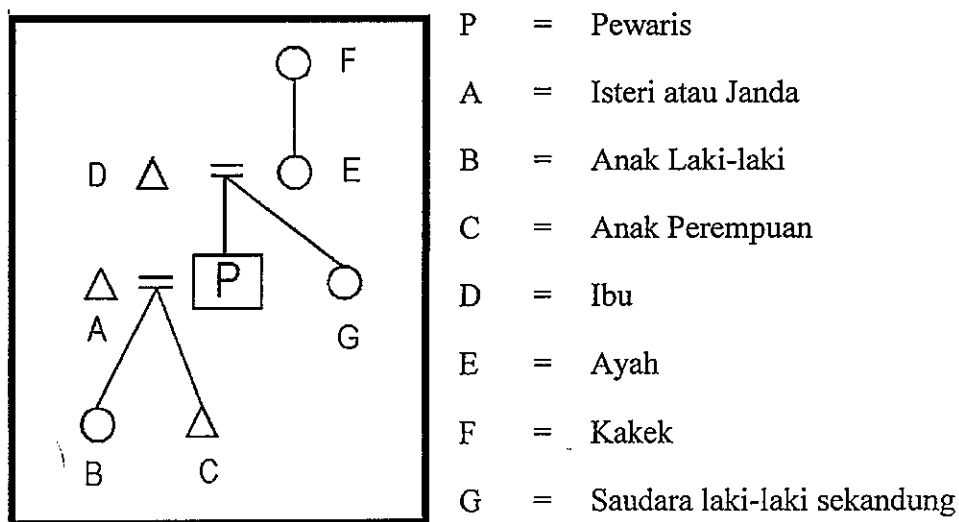 F
D E
P
A
G
B C
P = Pewaris
A = Isteri atau Janda
B = Anak Laki-laki
C = Anak Perempuan
D = Ibu
E = Ayah
F = Kakek
G = Saudara laki-laki sekandung